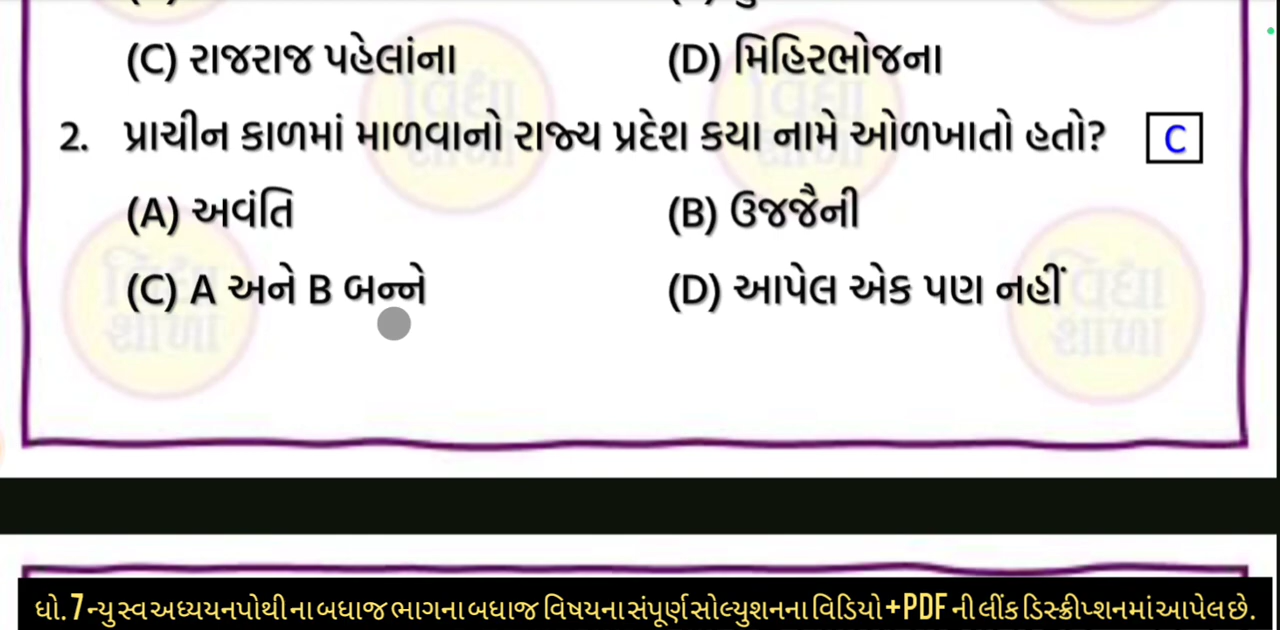 (C) રાજરાજ પહેલાંના (D) મિહિરભોજના
2. પ્રાચીન કાળમાં માળવાનો રાજ્ય પ્રદેશ કયા નામે ઓળખાતો હતો? C
(A) અવંતિ (B) ઉજ્જૈની
(C) A અને B બન્ને (D) આપેલ એક પણ નહીં
વિદ્યા શાળા
ધો. 7 ન્યુ સ્વઅધ્યયનપોથી ના બધાજ ભાગના બધાજ વિષયના સંપૂર્ણ સોલ્યુશનના વિડિયો + PDF ની લીંક ડિસ્ક્રીપ્શનમાં આપેલ છે.